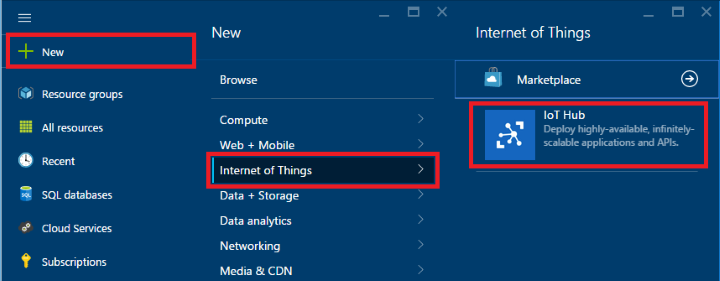 New
Resource groups
All resources
Recent
SQL databases
Cloud Services
Subscriptions
New
Browse
Compute
Web + Mobile
Internet of Things
Data + Storage
Data analytics
Networking
Media & CDN
Internet of Things
Marketplace
IoT Hub
Deploy highly-available, infinitely-
scalable applications and APIs.